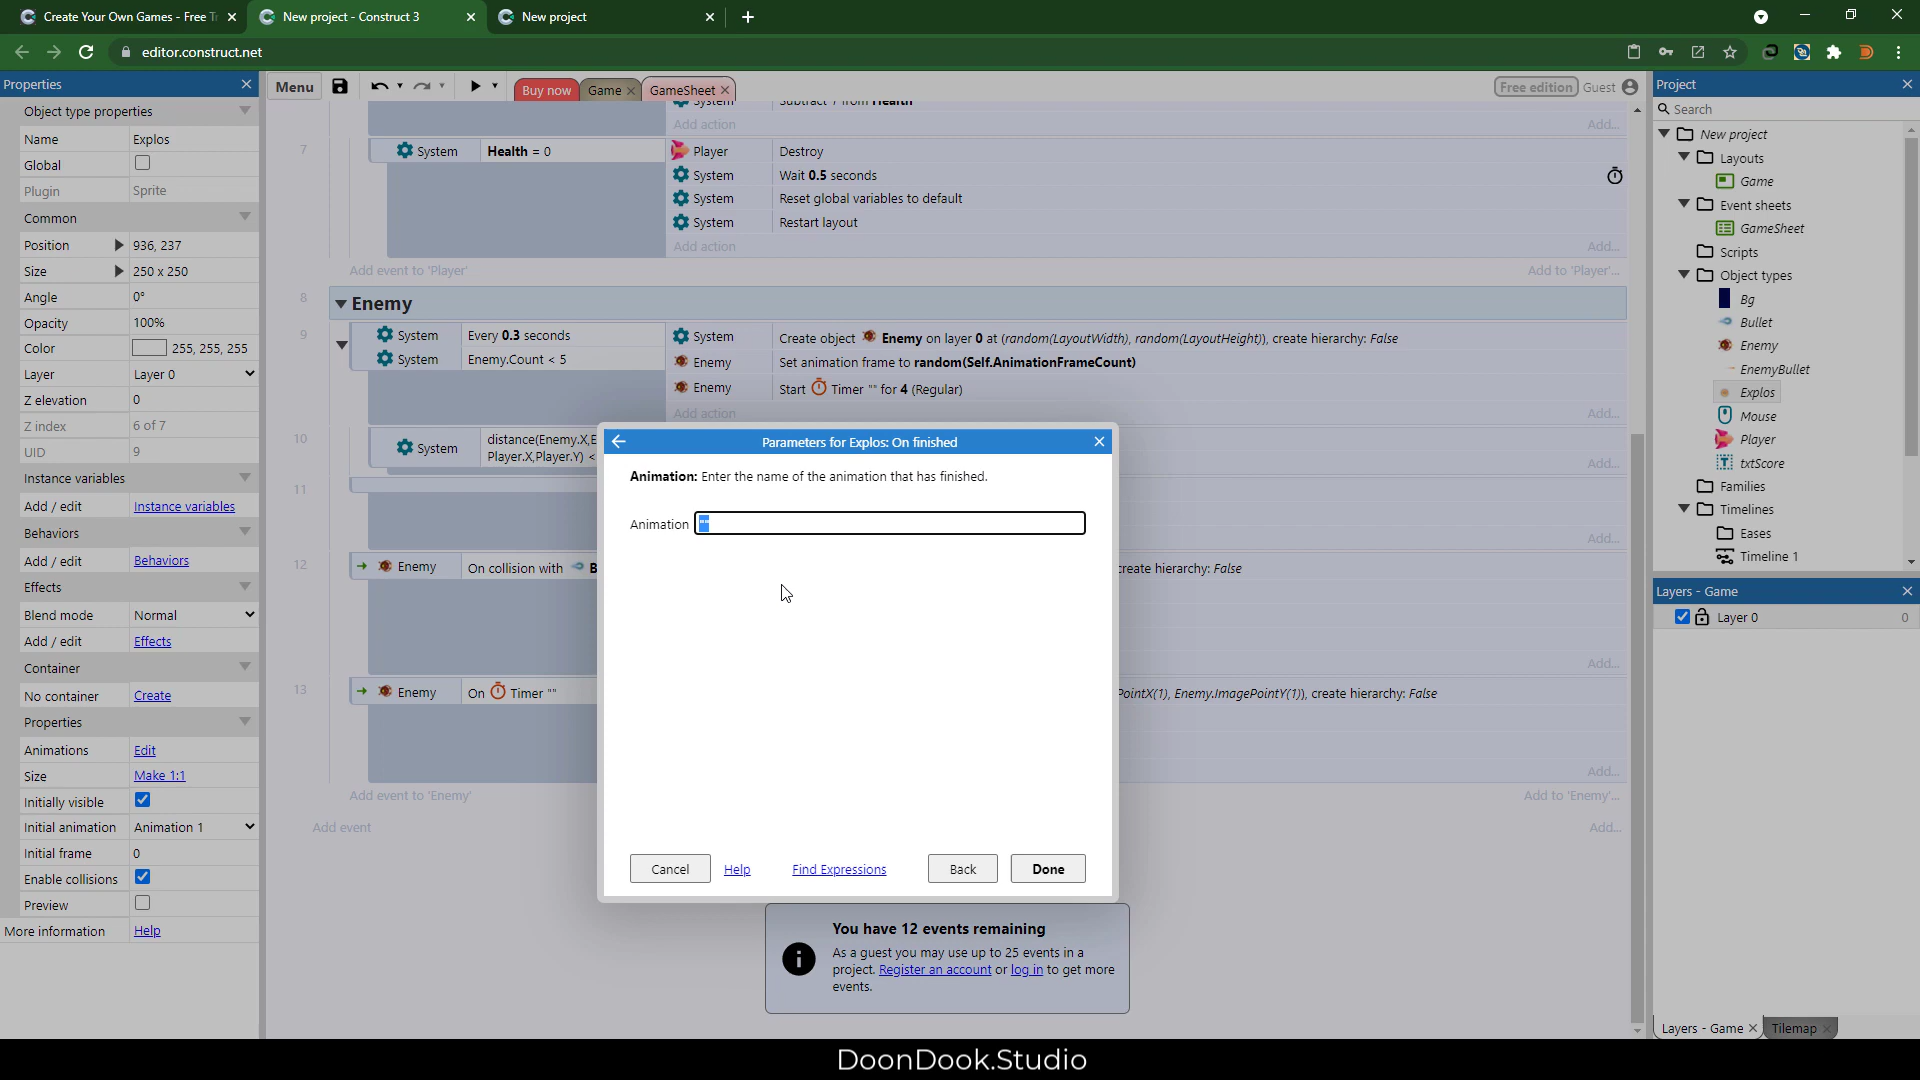 Create Your Own Games - Free Tr
New project - Construct 3
New project
editor.construct.net
Properties
Object type properties
Name Explos
Global
Plugin Sprite
Common
Position 936, 237
Size 250 x 250
Angle 0°
Opacity 100%
Color 255, 255, 255
Layer Layer 0
Z elevation 0
Z index 6 of 7
UID 9
Instance variables
Add / edit Instance variables
Behaviors
Add / edit Behaviors
Effects
Blend mode Normal
Add / edit Effects
Container
No container Create
Properties
Animations Edit
Size Make 1:1
Initially visible
Initial animation Animation 1
Initial frame 0
Enable collisions
Preview
More information Help
Menu
Buy now
Game
GameSheet
Free edition Guest
System Subtract 1 from Health
Add action Add...
7 System Health = 0
Player Destroy
System Wait 0.5 seconds
System Reset global variables to default
System Restart layout
Add action Add...
Add event to 'Player' Add to 'Player'...
8 Enemy
9 System Every 0.3 seconds
System Enemy.Count < 5
System Create object Enemy on layer 0 at (random(LayoutWidth), random(LayoutHeight)), create hierarchy: False
Enemy Set animation frame to random(Self.AnimationFrameCount)
Enemy Start Timer "" for 4 (Regular)
Add action Add...
10 System distance(Enemy.X,E
Player.X,Player.Y) <
Add...
11
Add...
12 Enemy On collision with B
create hierarchy: False
Add...
13 Enemy On Timer ""
PointX(1), Enemy.ImagePointY(1)), create hierarchy: False
Add...
Add event to 'Enemy' Add to 'Enemy'...
Add event Add...
Parameters for Explos: On finished
Animation: Enter the name of the animation that has finished.
Animation ""
Cancel Help Find Expressions Back Done
You have 12 events remaining
As a guest you may use up to 25 events in a
project. Register an account or log in to get more
events.
Project
Search
New project
Layouts
Game
Event sheets
GameSheet
Scripts
Object types
Bg
Bullet
Enemy
EnemyBullet
Explos
Mouse
Player
txtScore
Families
Timelines
Eases
Timeline 1
Layers - Game
Layer 0 0
Layers - Game Tilemap
DoonDook.Studio